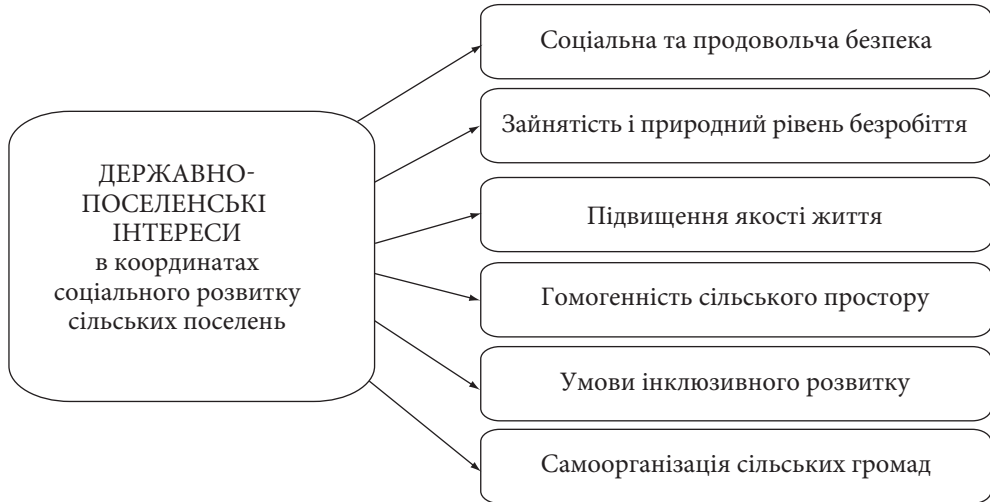 ДЕРЖАВНО-
ПОСЕЛЕНСЬКІ
ІНТЕРЕСИ
в координатах
соціального розвитку
сільських поселень
Соціальна та продовольча безпека
Зайнятість і природний рівень безробіття
Підвищення якості життя
Гомогенність сільського простору
Умови інклюзивного розвитку
Самоорганізація сільських громад